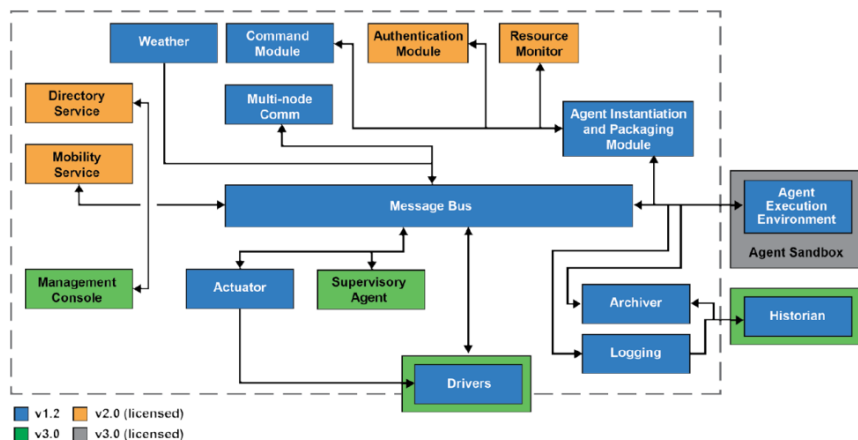 Weather
Command
Module
Authentication
Module
Resource
Monitor
Directory
Service
Multi-node
Comm
Agent Instantiation
and Packaging
Module
Mobility
Service
Message Bus
Agent
Execution
Environment
Agent Sandbox
Management
Console
Actuator
Supervisory
Agent
Archiver
Historian
Logging
Drivers
v1.2
v2.0 (licensed)
v3.0
v3.0 (licensed)